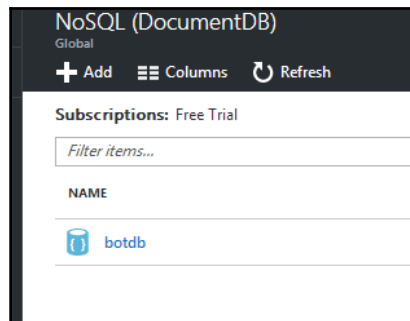 NoSQL (DocumentDB)
Global
Add Columns Refresh
Subscriptions: Free Trial
Filter items...
NAME
botdb